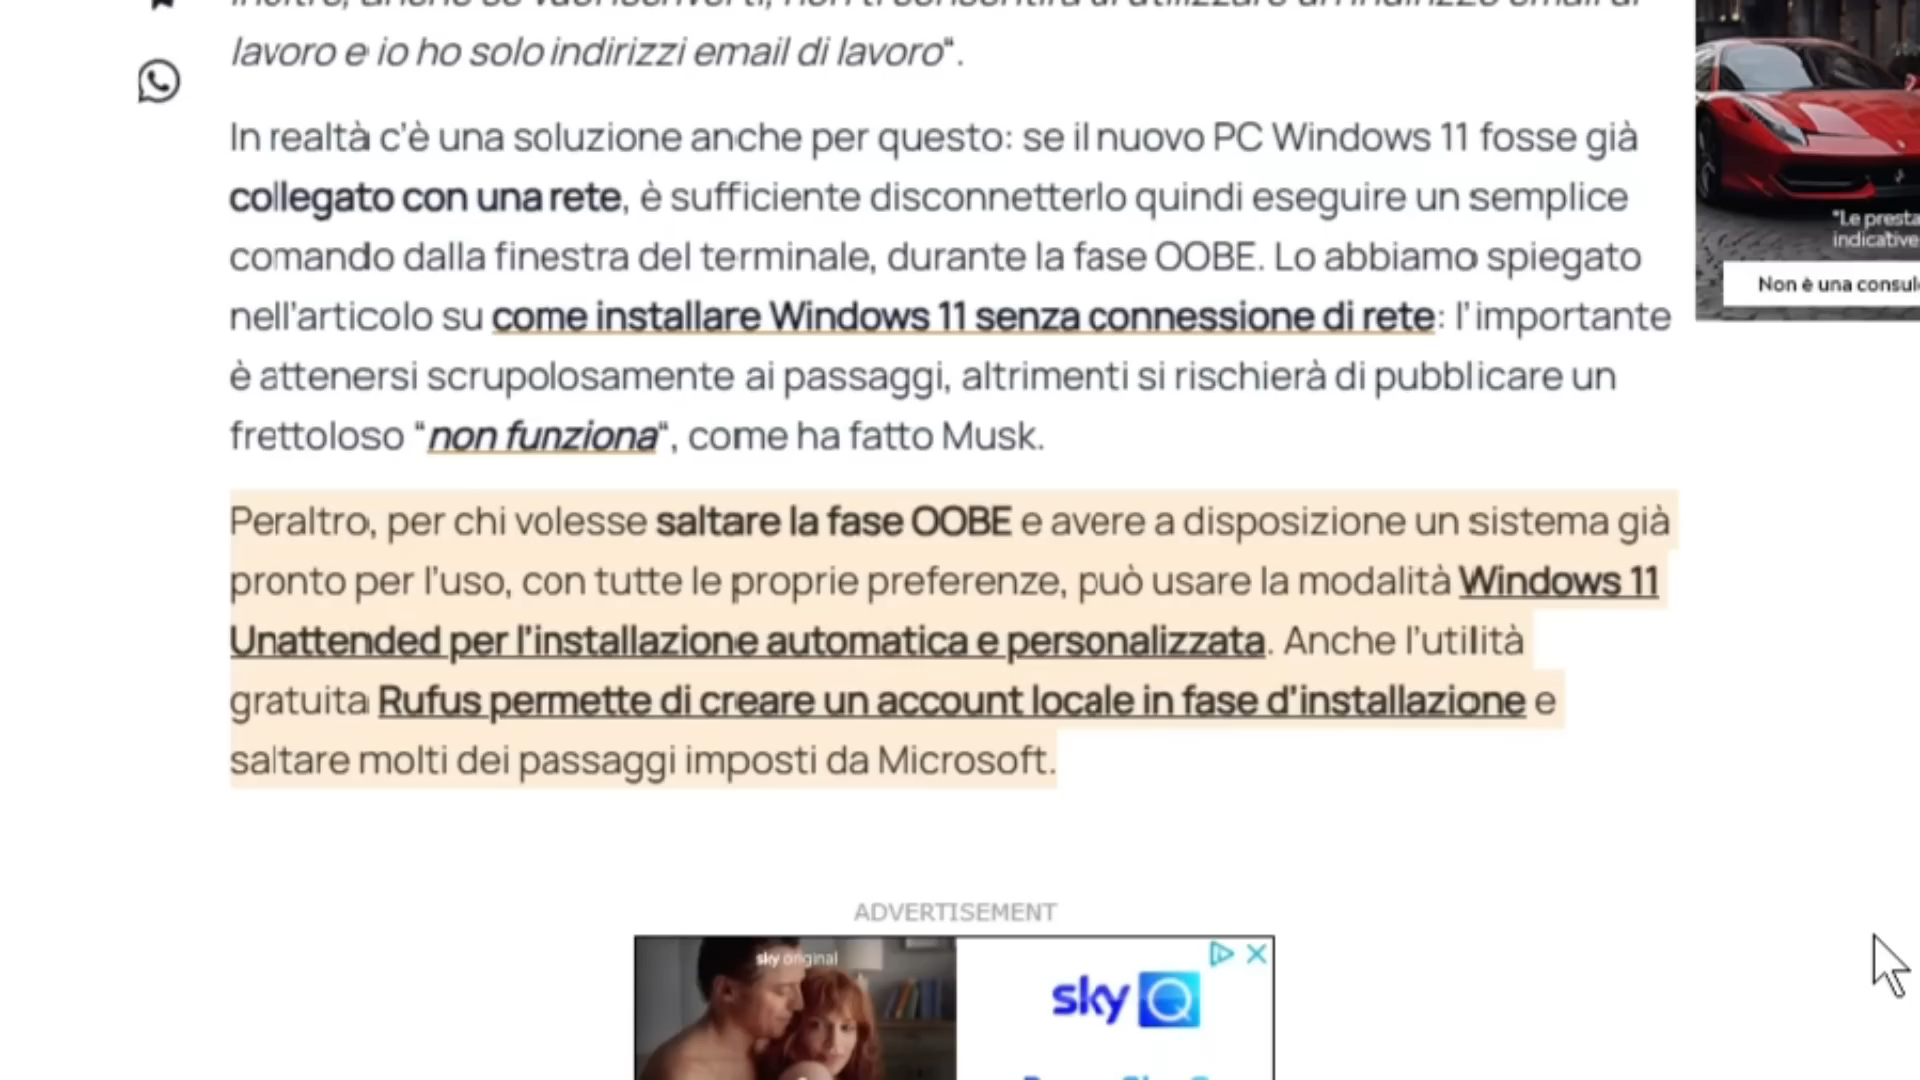 lavoro e io ho solo indirizzi email di lavoro“.
In realtà c’è una soluzione anche per questo: se il nuovo PC Windows 11 fosse già
collegato con una rete, è sufficiente disconnetterlo quindi eseguire un semplice
comando dalla finestra del terminale, durante la fase OOBE. Lo abbiamo spiegato
nell’articolo su come installare Windows 11 senza connessione di rete: l’importante
è attenersi scrupolosamente ai passaggi, altrimenti si rischierà di pubblicare un
frettoloso “non funziona“, come ha fatto Musk.
Peraltro, per chi volesse saltare la fase OOBE e avere a disposizione un sistema già
pronto per l’uso, con tutte le proprie preferenze, può usare la modalità Windows 11
Unattended per l’installazione automatica e personalizzata. Anche l’utilità
gratuita Rufus permette di creare un account locale in fase d’installazione e
saltare molti dei passaggi imposti da Microsoft.
"Le presta
indicative
Non è una consul
ADVERTISEMENT
sky original
sky Q